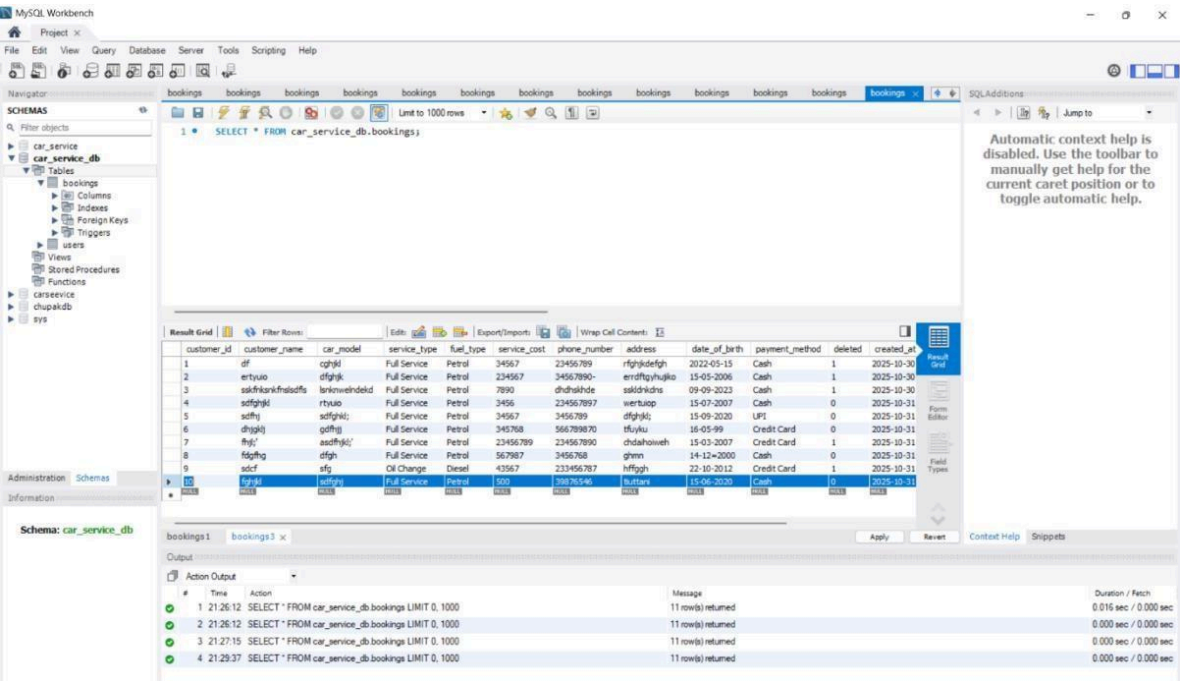 MySQL Workbench
Project ×
File Edit View Query Database Server Tools Scripting Help
Navigator
SCHEMAS
Filter objects
car_service
car_service_db
Tables
bookings
Columns
Indexes
Foreign Keys
Triggers
users
Views
Stored Procedures
Functions
carseevice
chupakdb
sys
Administration Schemas
Information
Schema: car_service_db
bookings bookings bookings bookings bookings bookings bookings bookings bookings bookings bookings bookings bookings ×
Limit to 1000 rows
1 SELECT * FROM car_service_db.bookings;
Result Grid Filter Rows: Edit: Export/Import: Wrap Cell Content:
customer_id customer_name car_model service_type fuel_type service_cost phone_number address date_of_birth payment_method deleted created_at
1 df cghjkl Full Service Petrol 34567 23456789 rfghjkdefgh 2022-05-15 Cash 1 2025-10-30
2 ertyuio dfghjk Full Service Petrol 234567 34567890- errdftgyhujiko 15-05-2006 Cash 1 2025-10-30
3 Full Service Petrol 7890 dhdhskhde sskldnkdns 09-09-2023 Cash 1 2025-10-30
4 sdfghjkl rtyuio Full Service Petrol 3456 234567897 wertuiop 15-07-2007 Cash 0 2025-10-31
5 sdfhj sdfghkl; Full Service Petrol 34567 3456789 dfghjkl; 15-09-2020 UPI 0 2025-10-31
6 dhjgklj gdfhjj Full Service Petrol 345768 566789870 tfuyku 16-05-99 Credit Card 0 2025-10-31
7 fhjl;' asdfhjkl;' Full Service Petrol 23456789 234567890 chdaihoiweh 15-03-2007 Credit Card 1 2025-10-31
8 fdgfhg dfgh Full Service Petrol 567987 3456768 ghmn 14-12=2000 Cash 0 2025-10-31
9 sdcf sfg Oil Change Diesel 43567 233456787 hffggh 22-10-2012 Credit Card 1 2025-10-31
10 fghjkl sdfghj Full Service Petrol 500 39876546 tiuttani 15-06-2020 Cash 0 2025-10-31
NULL NULL NULL NULL NULL NULL NULL NULL NULL NULL NULL NULL
Result Grid
Form Editor
Field Types
bookings1 bookings3 ×
Apply Revert
SQLAdditions
Jump to
Automatic context help is
disabled. Use the toolbar to
manually get help for the
current caret position or to
toggle automatic help.
Context Help Snippets
Output
Action Output
# Time Action Message Duration / Fetch
1 21:26:12 SELECT * FROM car_service_db.bookings LIMIT 0, 1000 11 row(s) returned 0.016 sec / 0.000 sec
2 21:26:12 SELECT * FROM car_service_db.bookings LIMIT 0, 1000 11 row(s) returned 0.000 sec / 0.000 sec
3 21:27:15 SELECT * FROM car_service_db.bookings LIMIT 0, 1000 11 row(s) returned 0.000 sec / 0.000 sec
4 21:29:37 SELECT * FROM car_service_db.bookings LIMIT 0, 1000 11 row(s) returned 0.000 sec / 0.000 sec